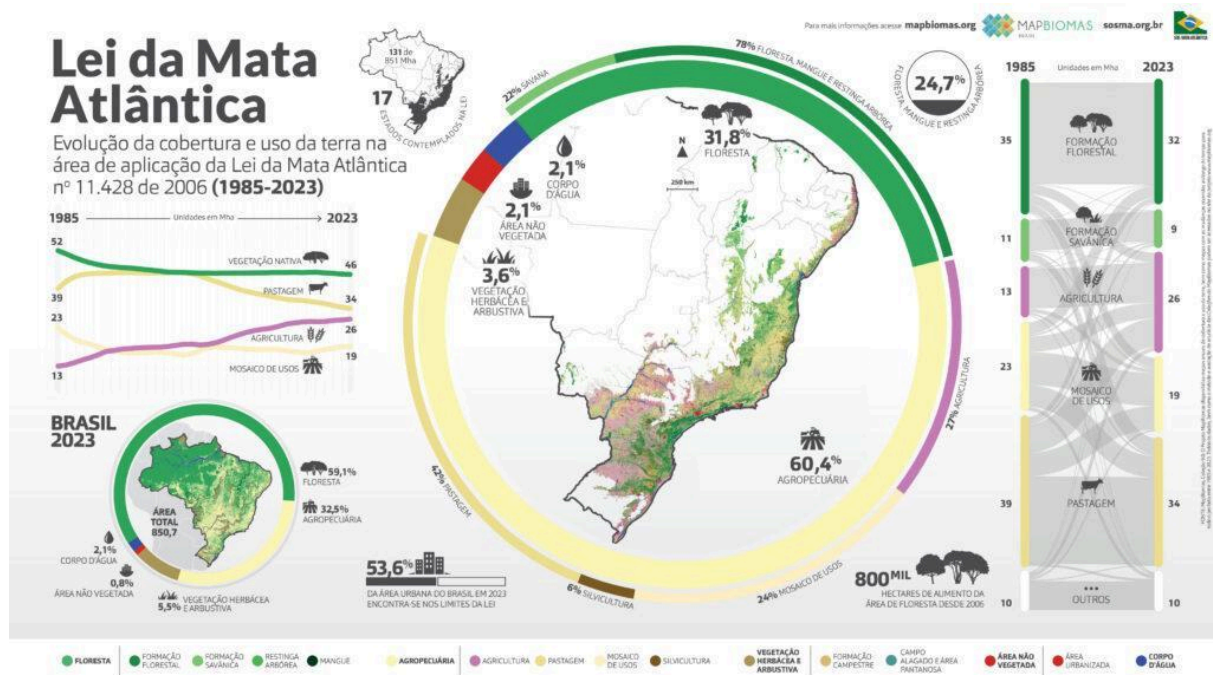 Lei da Mata
Atlântica
Evolução da cobertura e uso da terra na
área de aplicação da Lei da Mata Atlântica
nº 11.428 de 2006 (1985-2023)
131 de
851 Mha
17
ESTADOS CONTEMPLADOS NA LEI
Para mais informações acesse mapbiomas.org
MAPBIOMAS
BRASIL
sosma.org.br
1985
Unidades em Mha
2023
52
VEGETAÇÃO NATIVA
46
39
PASTAGEM
34
23
AGRICULTURA
26
MOSAICO DE USOS
19
13
BRASIL
2023
ÁREA
TOTAL
850,7
59,1%
FLORESTA
32,5%
AGROPECUÁRIA
2,1%
CORPO D'ÁGUA
0,8%
ÁREA NÃO VEGETADA
5,5%
VEGETAÇÃO HERBÁCEA
E ARBUSTIVA
22% SAVANA
78% FLORESTA, MANGUE E RESTINGA ARBÓREA
24,7%
FLORESTA, MANGUE E RESTINGA ARBÓREA
31,8%
FLORESTA
N
250 km
2,1%
CORPO
D'ÁGUA
2,1%
ÁREA NÃO
VEGETADA
3,6%
VEGETAÇÃO
HERBÁCEA E
ARBUSTIVA
60,4%
AGROPECUÁRIA
27% AGRICULTURA
42% PASTAGEM
6% SILVICULTURA
24% MOSAICO DE USOS
53,6%
DA ÁREA URBANA DO BRASIL EM 2023
ENCONTRA-SE NOS LIMITES DA LEI
800 MIL
HECTARES DE AUMENTO DA
ÁREA DE FLORESTA DESDE 2006
1985
Unidades em Mha
2023
35
FORMAÇÃO
FLORESTAL
32
11
FORMAÇÃO
SAVÂNICA
9
13
AGRICULTURA
26
23
MOSAICO
DE USOS
19
39
PASTAGEM
34
10
OUTROS
10
FLORESTA
FORMAÇÃO
FLORESTAL
FORMAÇÃO
SAVÂNICA
RESTINGA
ARBÓREA
MANGUE
AGROPECUÁRIA
AGRICULTURA
PASTAGEM
MOSAICO
DE USOS
SILVICULTURA
VEGETAÇÃO
HERBÁCEA E
ARBUSTIVA
FORMAÇÃO
CAMPESTRE
CAMPO
ALAGADO E ÁREA
PANTANOSA
ÁREA NÃO
VEGETADA
ÁREA
URBANIZADA
CORPO
D'ÁGUA